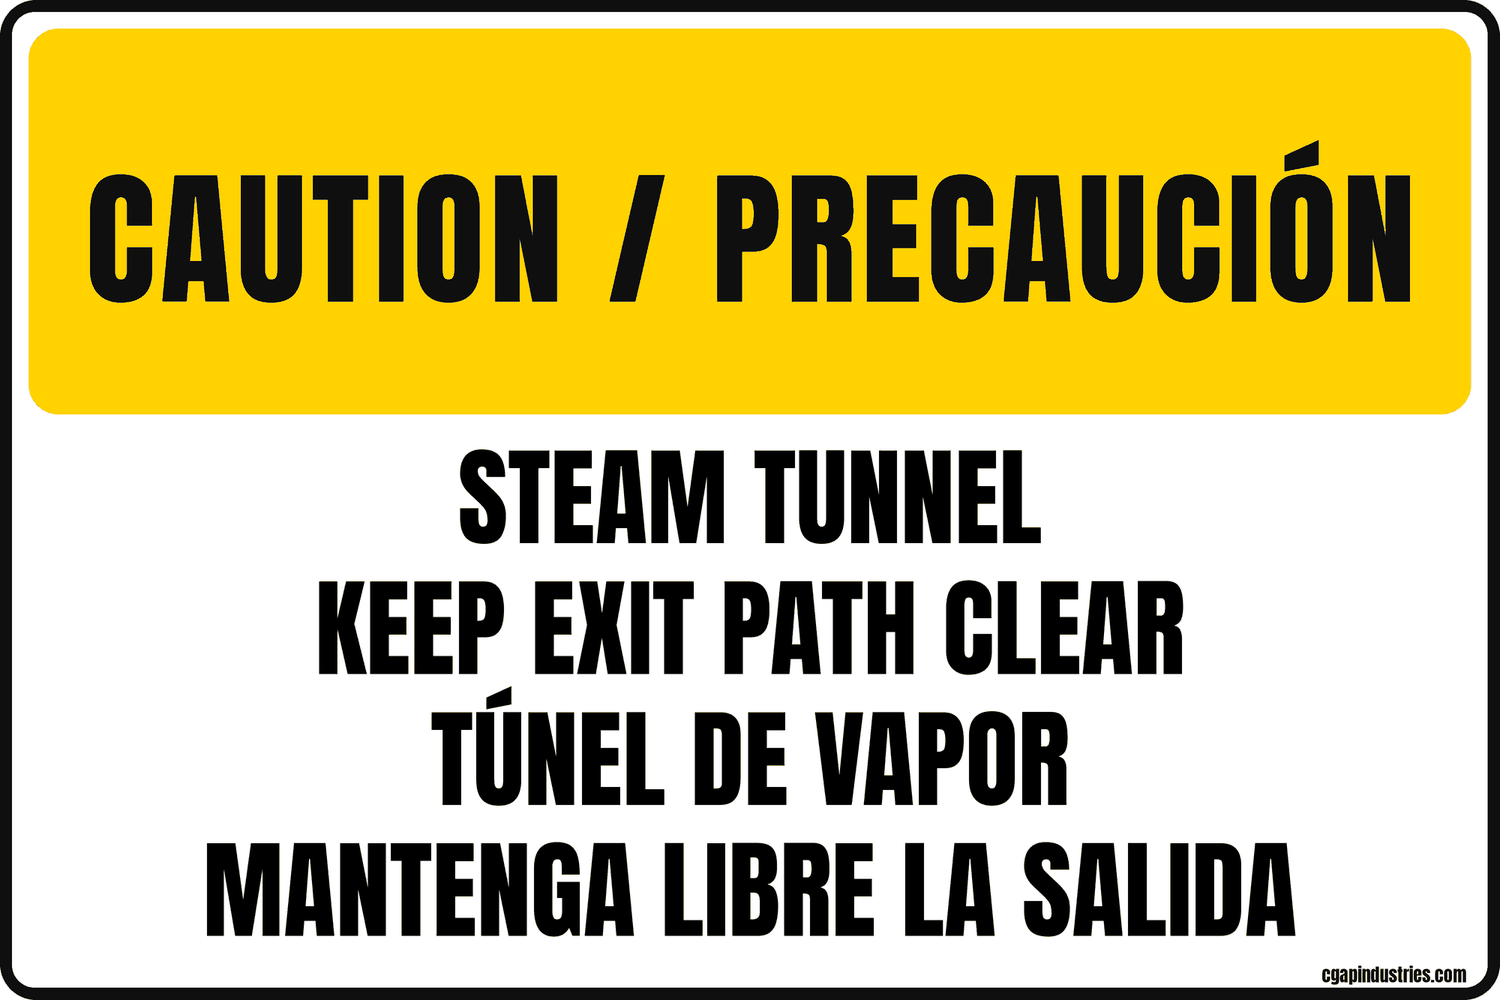 CAUTION / PRECAUCIÓN
STEAM TUNNEL
KEEP EXIT PATH CLEAR
TÚNEL DE VAPOR
MANTENGA LIBRE LA SALIDA
cgapindustries.com